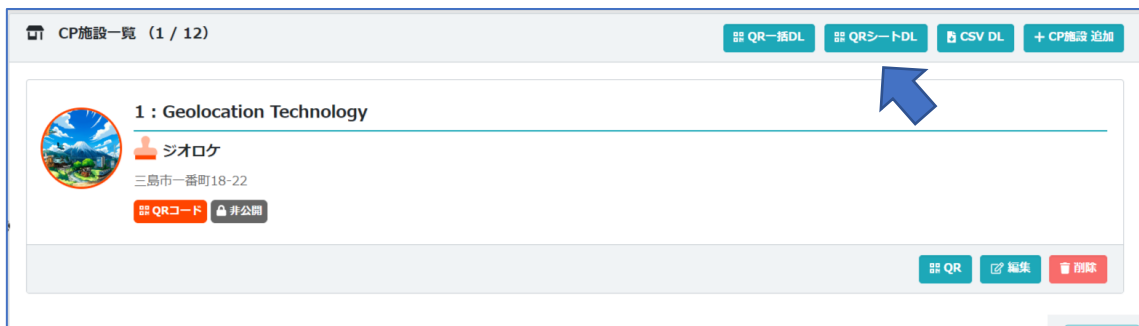 CP施設一覧 (1 / 12)
QR一括DL
QRシートDL
CSV DL
+ CP施設 追加
1 : Geolocation Technology
ジオロケ
三島市一番町18-22
QRコード
非公開
QR
編集
削除